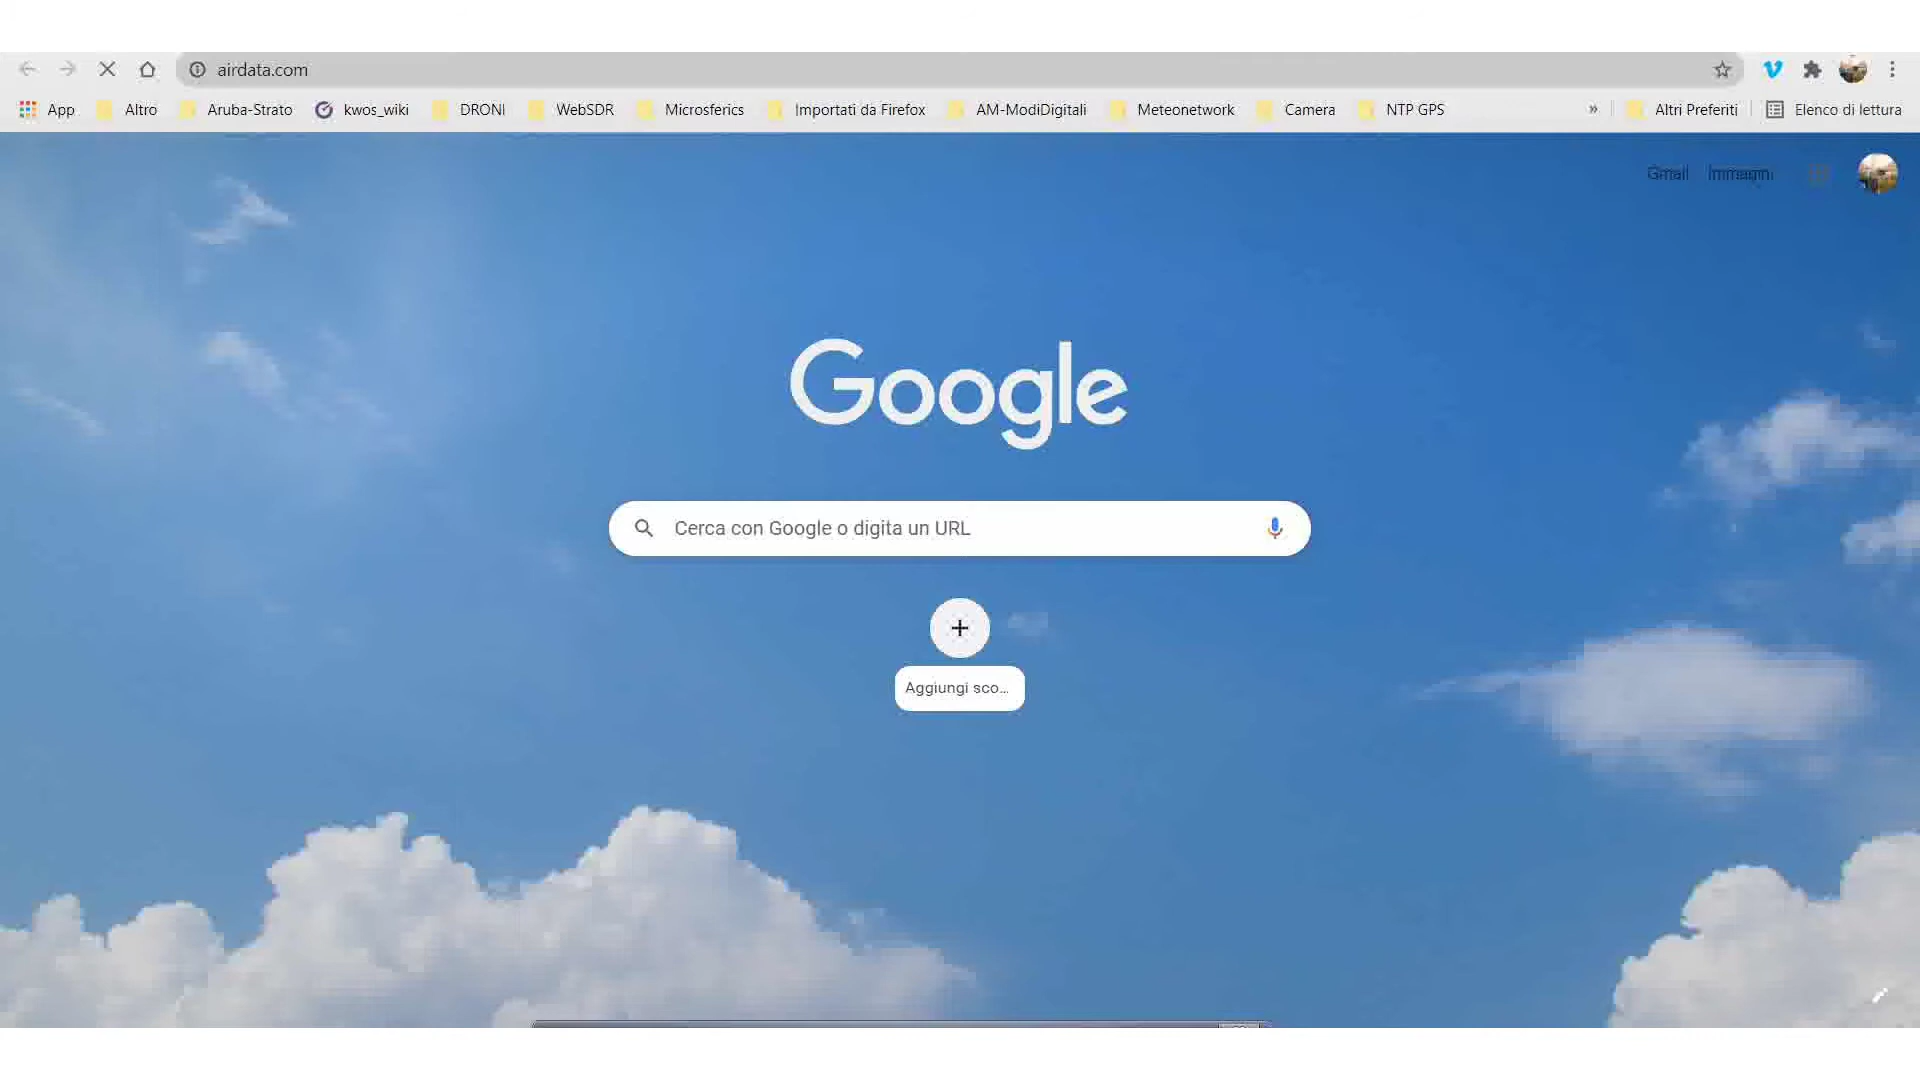 airdata.com
App Altro Aruba-Strato kwos_wiki DRONI WebSDR Microsferics Importati da Firefox AM-ModiDigitali Meteonetwork Camera NTP GPS » Altri Preferiti Elenco di lettura
Gmail Immagini
Google
Cerca con Google o digita un URL
Aggiungi sco...